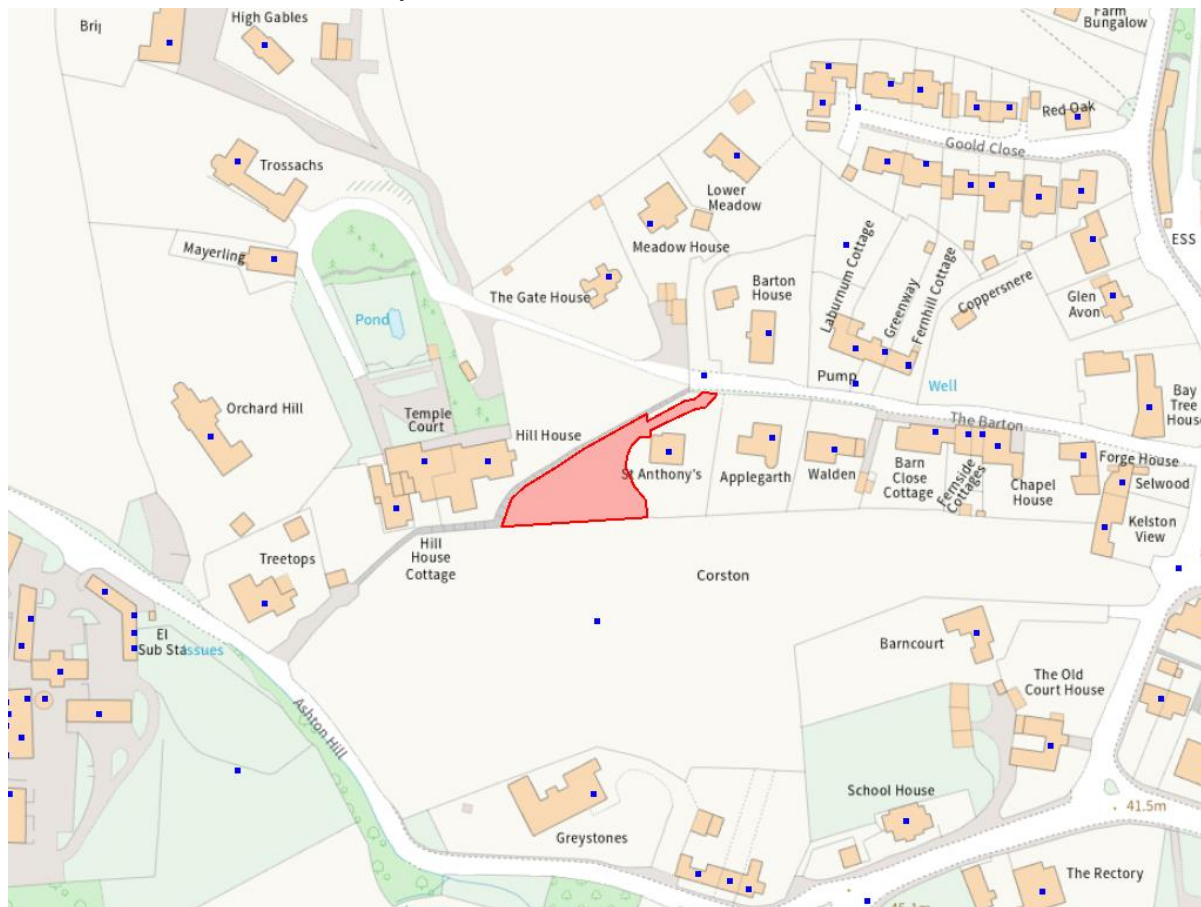 High Gables
Farm
Bungalow
Red Oak
Goold Close
Trossachs
Lower
Meadow
Mayerling
Meadow House
Laburnum Cottage
Greenway
Fernhill Cottage
ESS
The Gate House
Barton
House
Coppersnere
Glen
Avon
Pond
Pump
Well
Bay
Tree
House
Orchard Hill
Temple
Court
Hill House
The Barton
St Anthony's
Applegarth
Walden
Barn
Close
Cottage
Fernside
Cottages
Chapel
House
Forge House
Selwood
Kelston
View
Treetops
Hill
House
Cottage
Corston
El
Sub Sta
Issues
Barncourt
The Old
Court House
Ashton Hill
School House
41.5m
Greystones
The Rectory